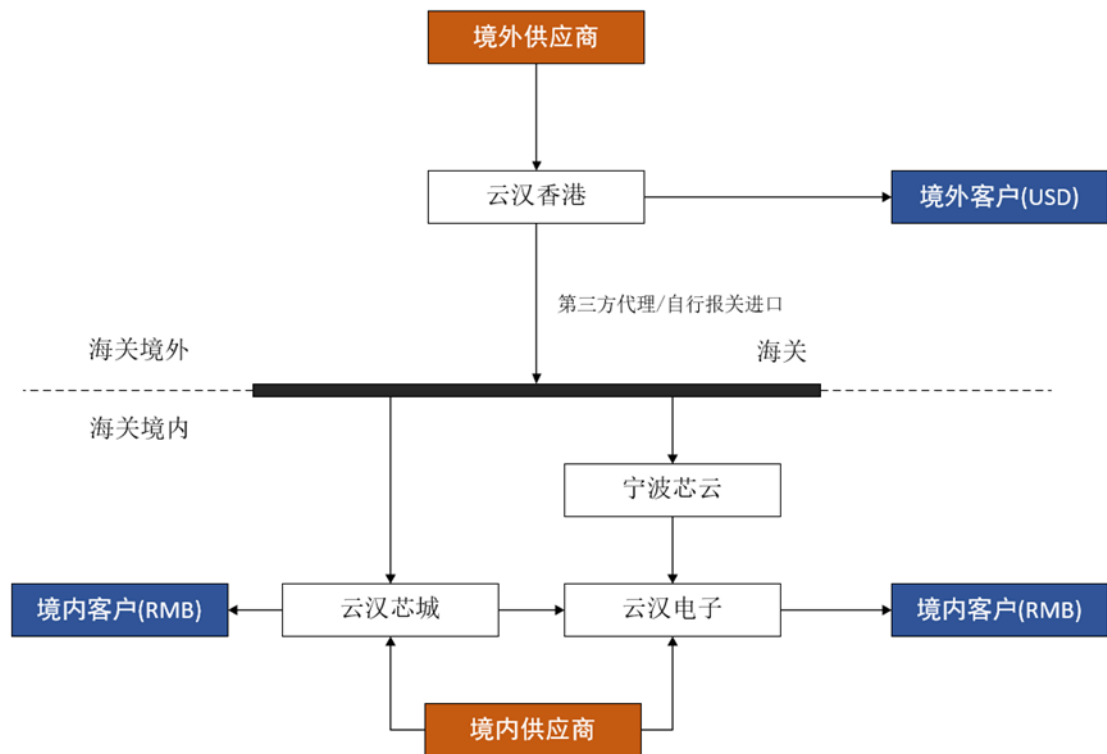 境外供应商
云汉香港
境外客户(USD)
第三方代理/自行报关进口
海关境外
海关
海关境内
宁波芯云
境内客户(RMB)
云汉芯城
云汉电子
境内客户(RMB)
境内供应商